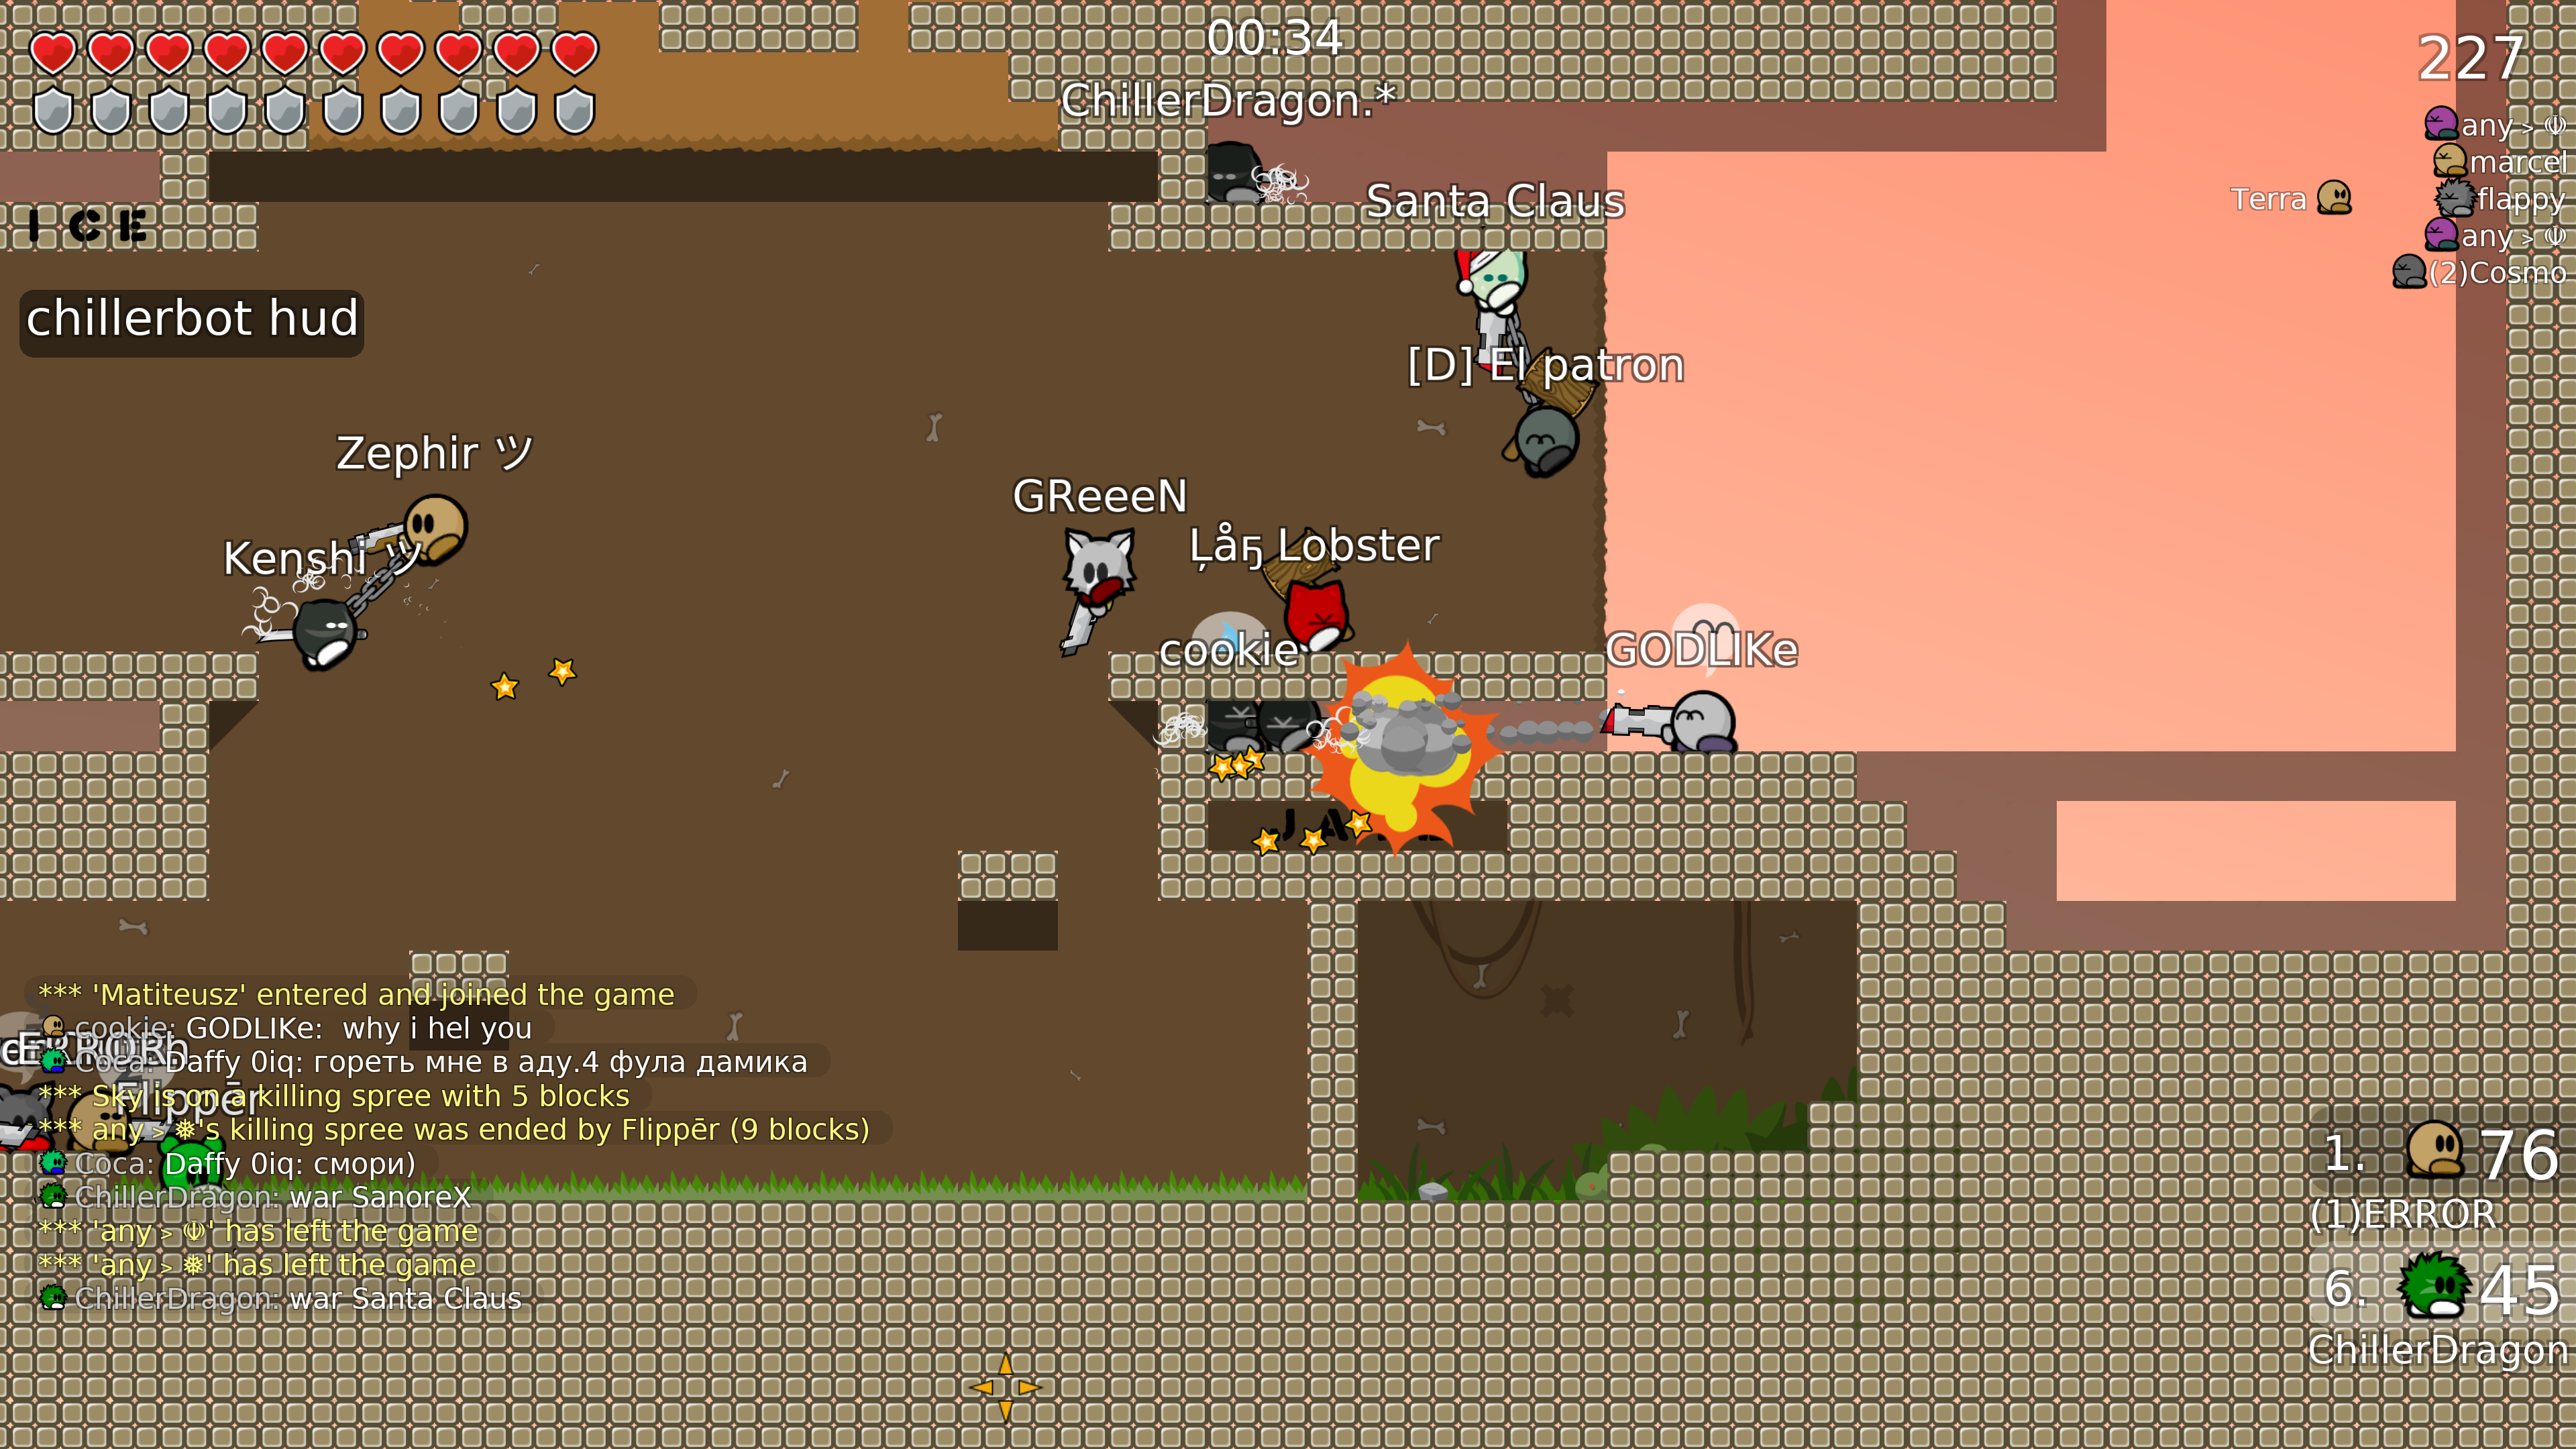 00:34
227
ChillerDragon.*
any > ☫
marcel
Santa Claus
Terra
flappy
I C E
any > ☫
(2)Cosmo
chillerbot hud
[D] El patron
Zephir ツ
GReeeN
Kenshi ツ
Ļåҕ Lobster
cookie
GODLIKe
*** 'Matiteusz' entered and joined the game
cookie: GODLIKe:  why i hel you
ERROR
Coca: Daffy 0iq: гореть мне в аду.4 фула дамика
Flippēr
*** Sky is on a killing spree with 5 blocks
*** any > ❅'s killing spree was ended by Flippēr (9 blocks)
1. 76
Coca: Daffy 0iq: смори)
ChillerDragon: war SanoreX
(1)ERROR
*** 'any > ☫' has left the game
*** 'any > ❅' has left the game
6. 45
ChillerDragon: war Santa Claus
ChillerDragon